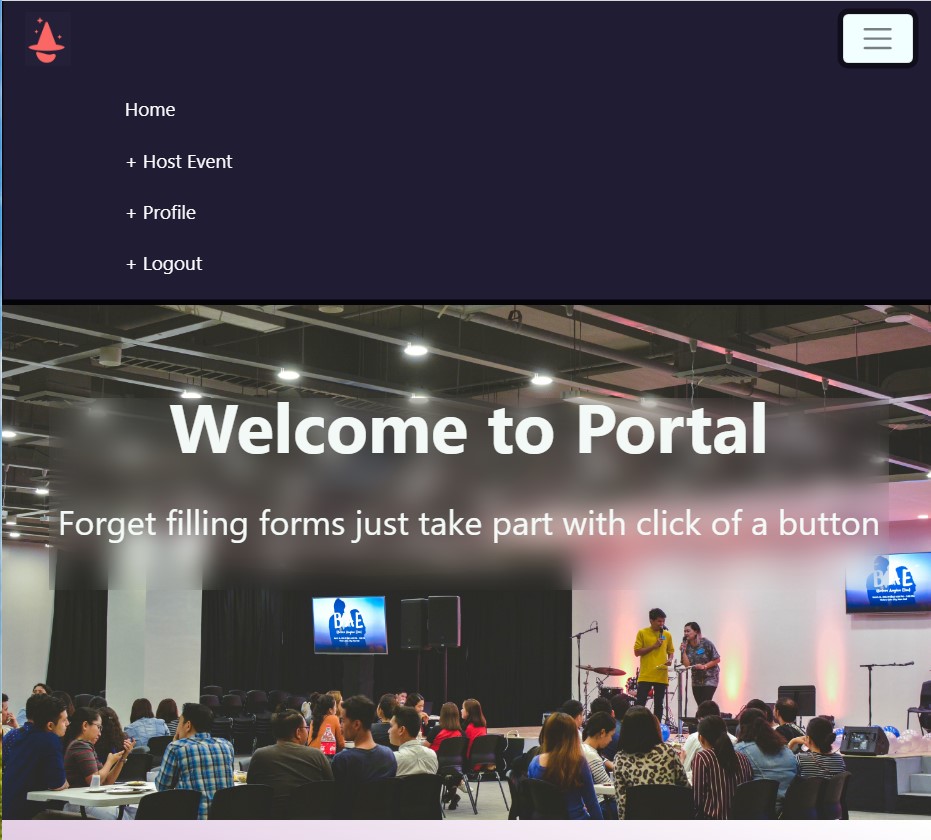 Home
+ Host Event
+ Profile
+ Logout
Welcome to Portal
Forget filling forms just take part with click of a button